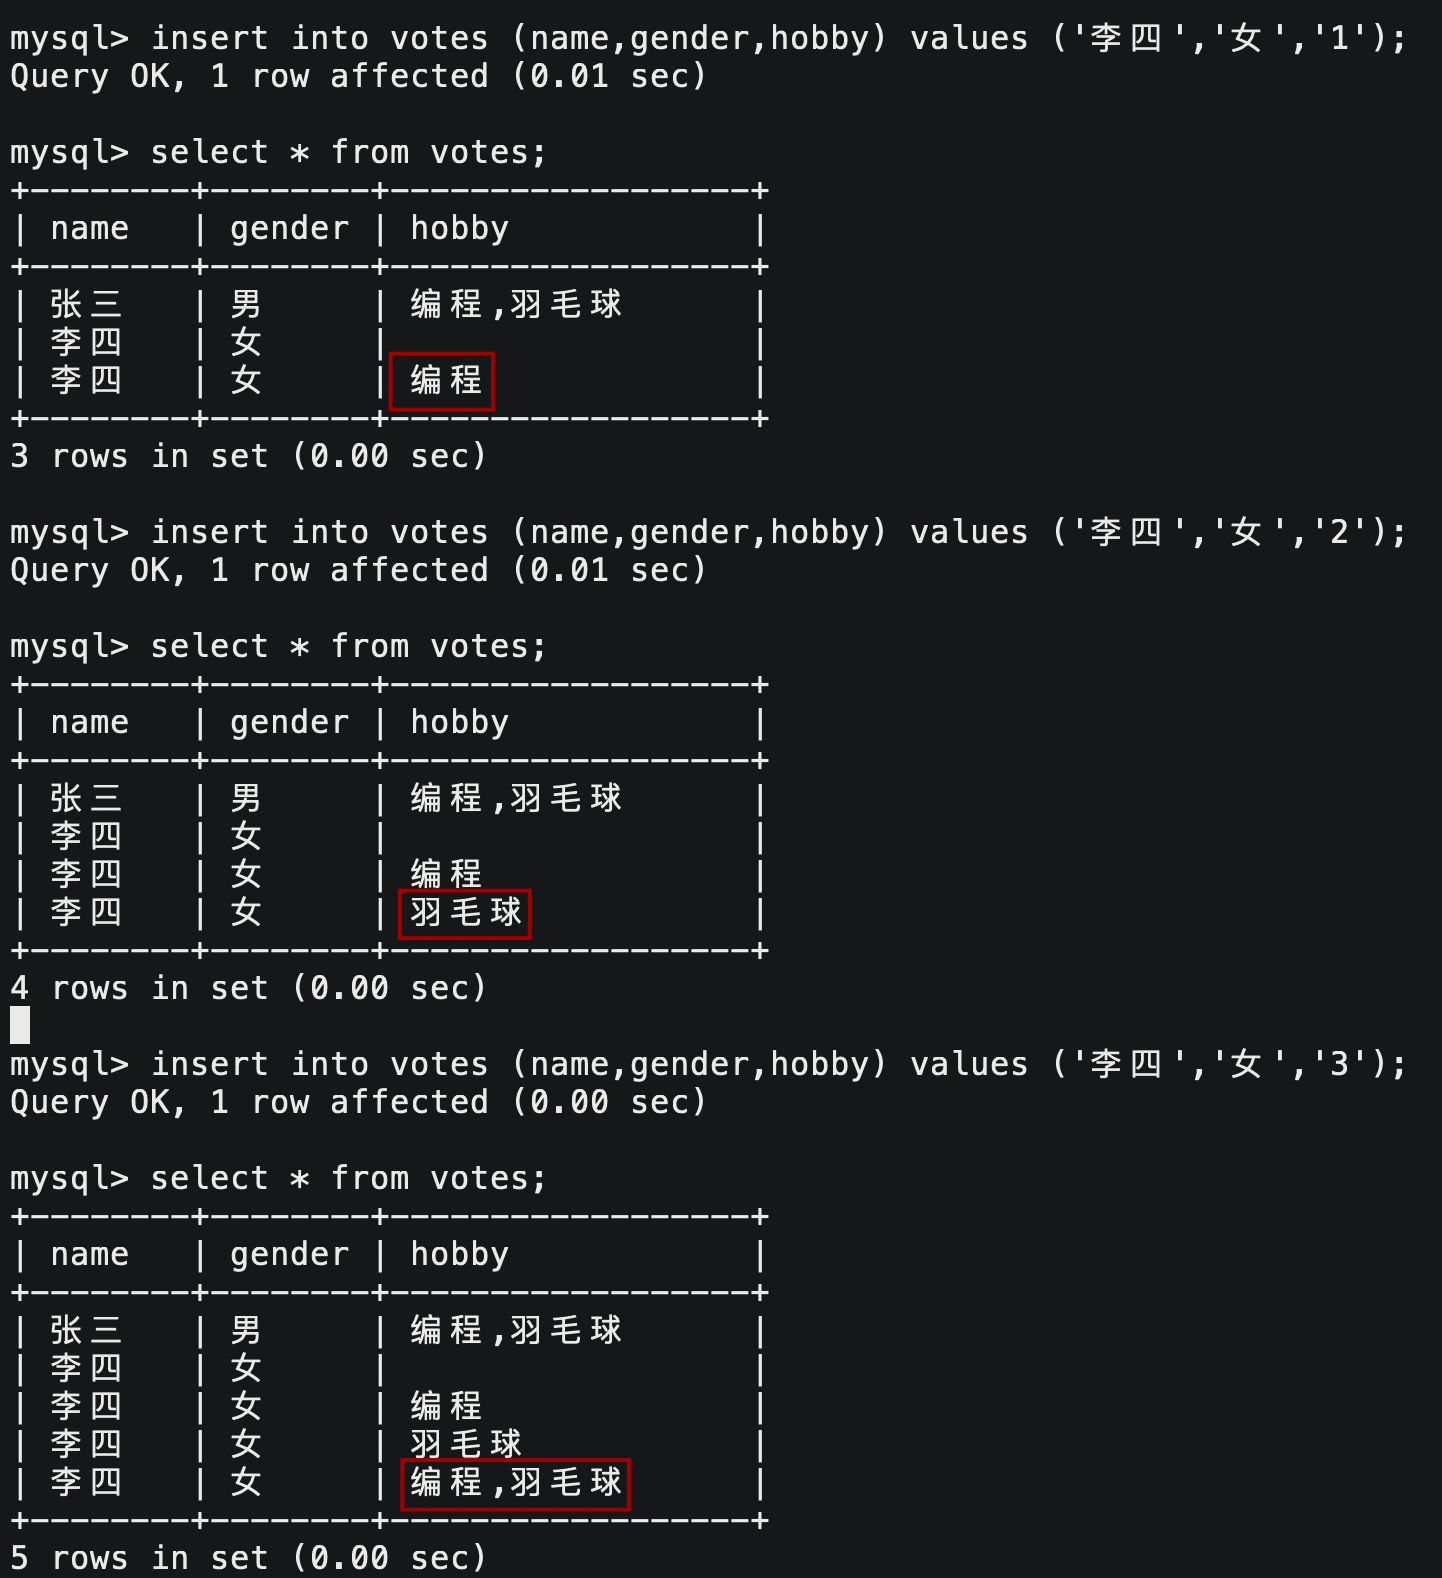 mysql> insert into votes (name,gender,hobby) values ('李四','女','1');
Query OK, 1 row affected (0.01 sec)
mysql> select * from votes;
+--------+--------+------------------+
| name   | gender | hobby            |
+--------+--------+------------------+
| 张三   | 男     | 编程,羽毛球      |
| 李四   | 女     |                  |
| 李四   | 女     | 编程             |
+--------+--------+------------------+
3 rows in set (0.00 sec)
mysql> insert into votes (name,gender,hobby) values ('李四','女','2');
Query OK, 1 row affected (0.01 sec)
mysql> select * from votes;
+--------+--------+------------------+
| name   | gender | hobby            |
+--------+--------+------------------+
| 张三   | 男     | 编程,羽毛球      |
| 李四   | 女     |                  |
| 李四   | 女     | 编程             |
| 李四   | 女     | 羽毛球           |
+--------+--------+------------------+
4 rows in set (0.00 sec)
mysql> insert into votes (name,gender,hobby) values ('李四','女','3');
Query OK, 1 row affected (0.00 sec)
mysql> select * from votes;
+--------+--------+------------------+
| name   | gender | hobby            |
+--------+--------+------------------+
| 张三   | 男     | 编程,羽毛球      |
| 李四   | 女     |                  |
| 李四   | 女     | 编程             |
| 李四   | 女     | 羽毛球           |
| 李四   | 女     | 编程,羽毛球      |
+--------+--------+------------------+
5 rows in set (0.00 sec)